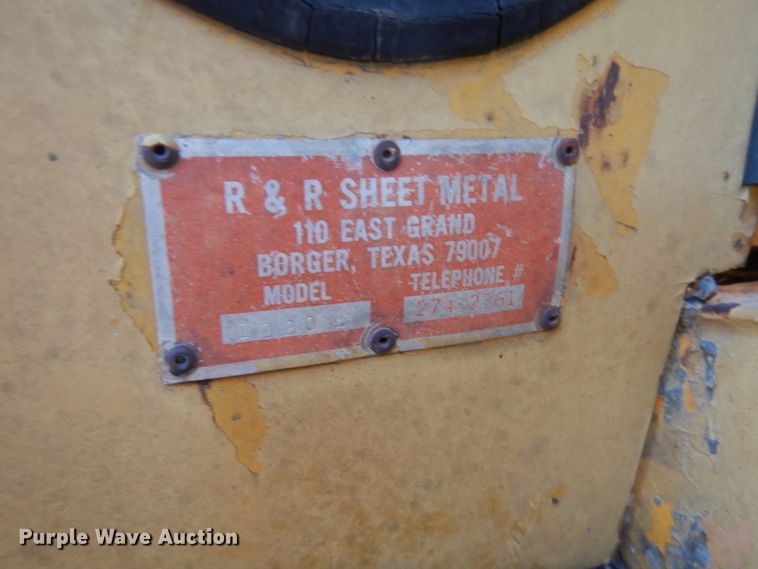 R & R SHEET METAL
110 EAST GRAND
BORGER, TEXAS 79007
MODEL TELEPHONE #
Purple Wave Auction